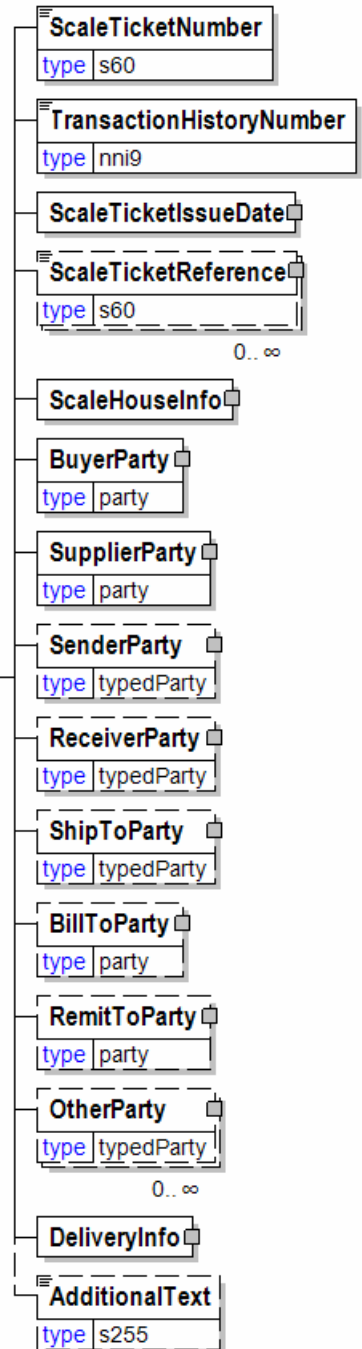 ScaleTicketNumber
type s60
TransactionHistoryNumber
type nni9
ScaleTicketIssueDate
ScaleTicketReference
type s60
0.. ∞
ScaleHouseInfo
BuyerParty
type party
SupplierParty
type party
SenderParty
type typedParty
ReceiverParty
type typedParty
ShipToParty
type typedParty
BillToParty
type party
RemitToParty
type party
OtherParty
type typedParty
0.. ∞
DeliveryInfo
AdditionalText
type s255